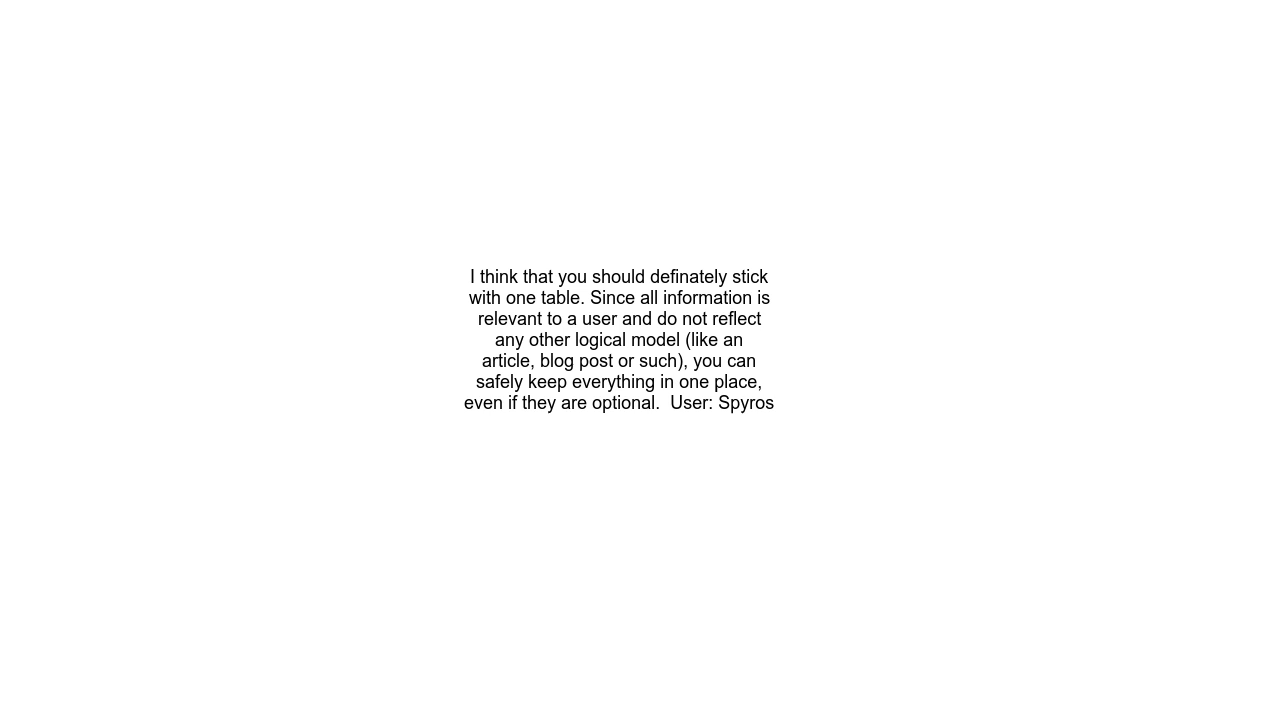 I think that you should definately stick
with one table. Since all information is
relevant to a user and do not reflect
any other logical model (like an
article, blog post or such), you can
safely keep everything in one place,
even if they are optional.  User: Spyros